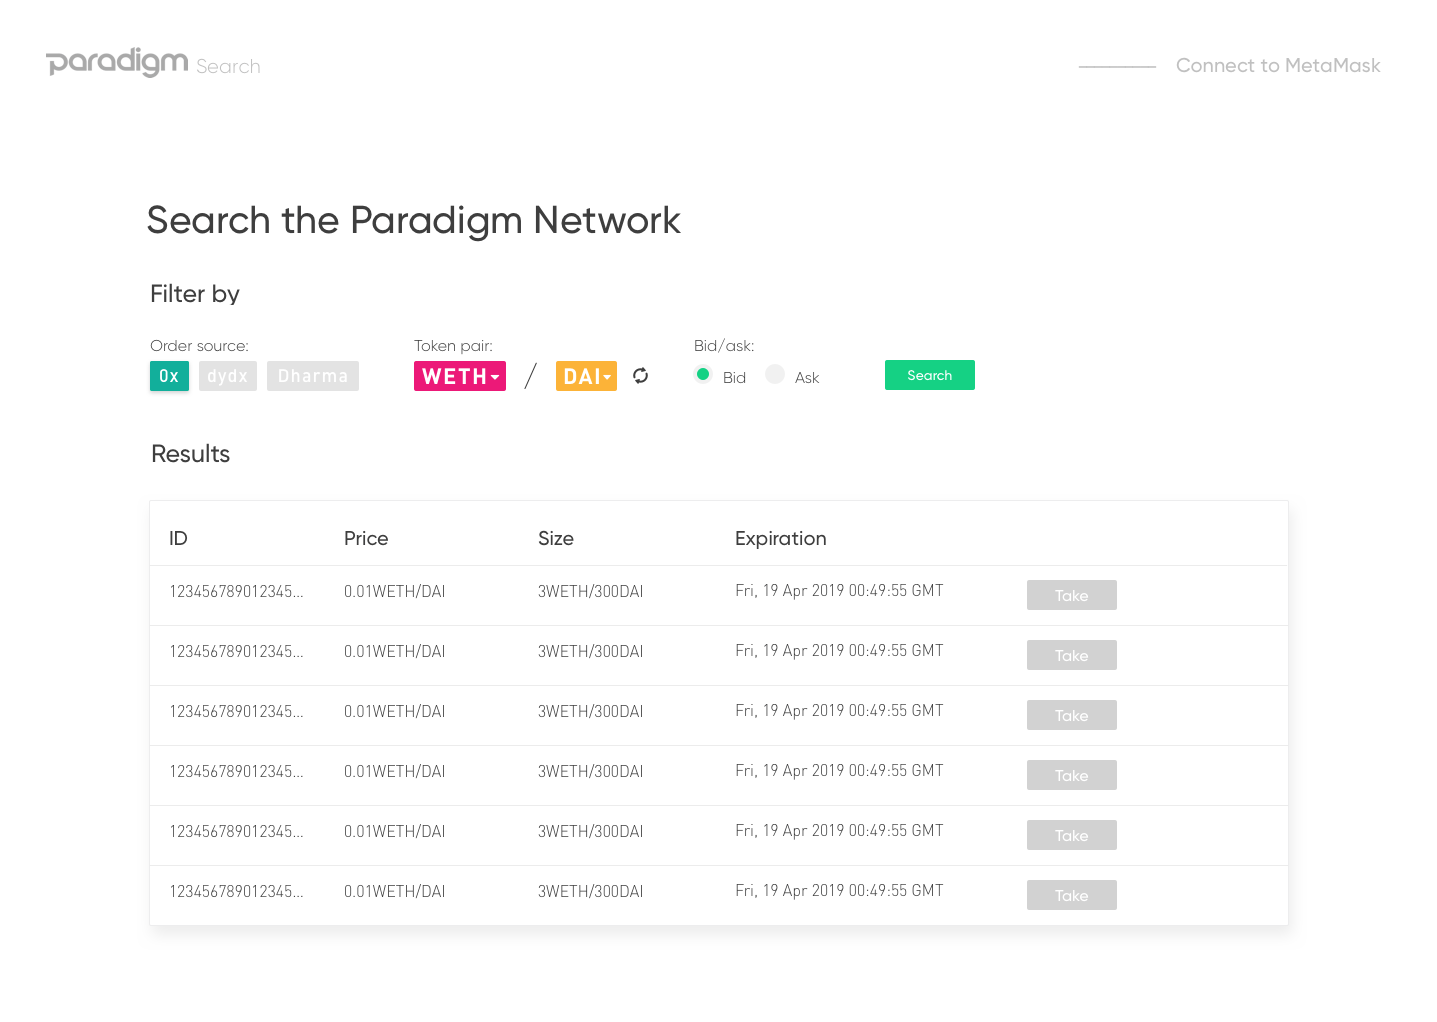 paradigm Search
Connect to MetaMask
Search the Paradigm Network
Filter by
Order source: Token pair: Bid/ask:
0x dydx Dharma WETH / DAI Bid Ask Search
Results
ID Price Size Expiration
123456789012345... 0.01WETH/DAI 3WETH/300DAI Fri, 19 Apr 2019 00:49:55 GMT Take
123456789012345... 0.01WETH/DAI 3WETH/300DAI Fri, 19 Apr 2019 00:49:55 GMT Take
123456789012345... 0.01WETH/DAI 3WETH/300DAI Fri, 19 Apr 2019 00:49:55 GMT Take
123456789012345... 0.01WETH/DAI 3WETH/300DAI Fri, 19 Apr 2019 00:49:55 GMT Take
123456789012345... 0.01WETH/DAI 3WETH/300DAI Fri, 19 Apr 2019 00:49:55 GMT Take
123456789012345... 0.01WETH/DAI 3WETH/300DAI Fri, 19 Apr 2019 00:49:55 GMT Take